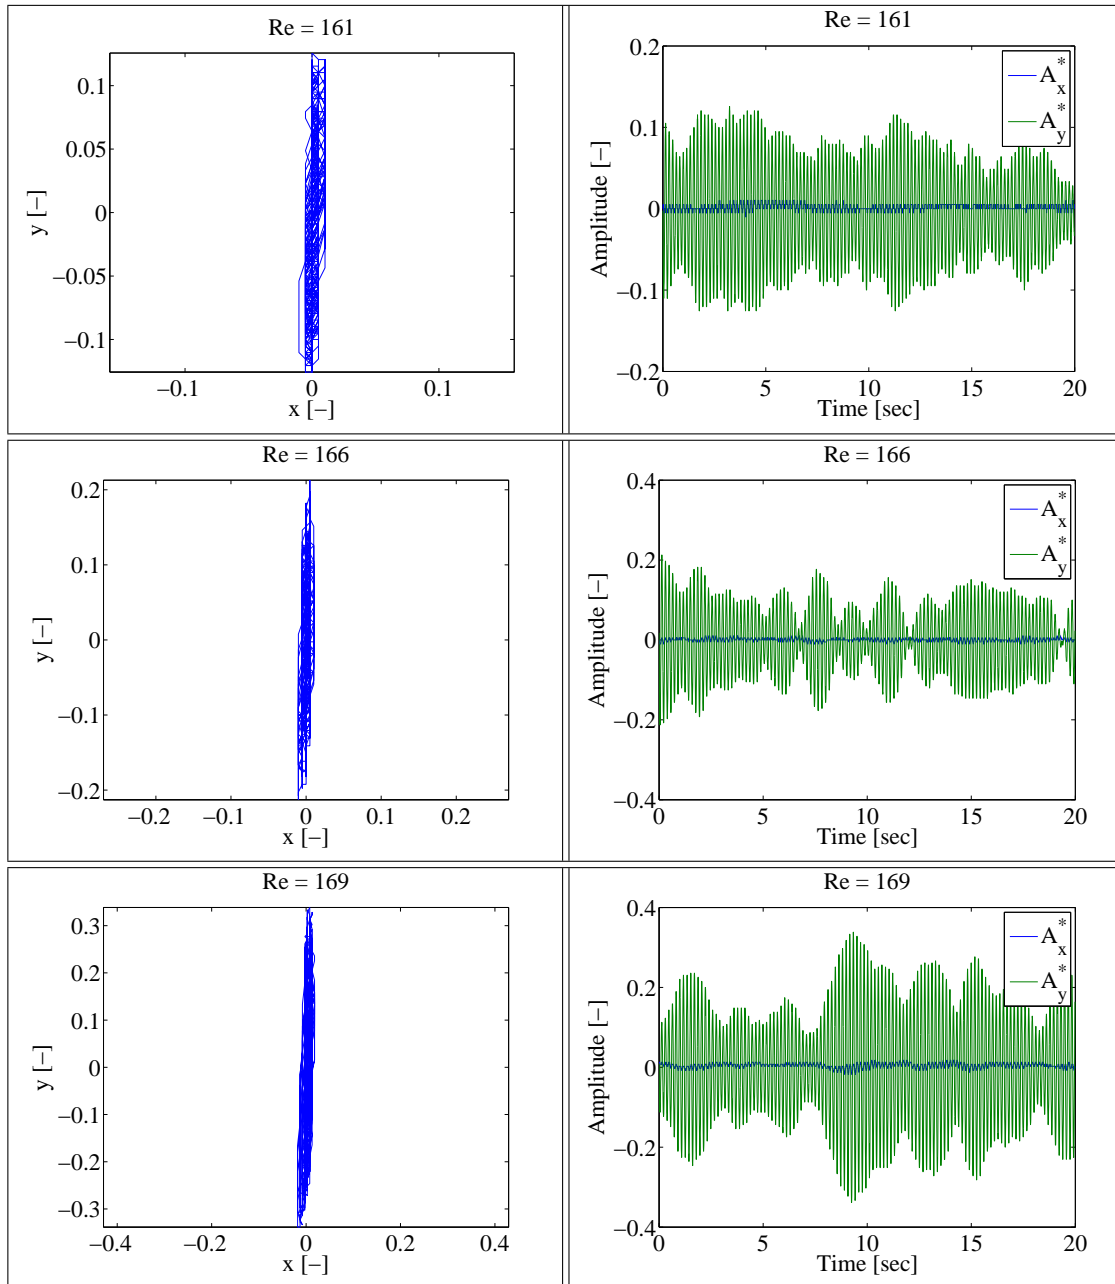 Re = 161
0.1
0.05
0
−0.05
−0.1
y [−]
−0.1 0 0.1
x [−]
Re = 161
0.2
0.1
0
−0.1
−0.2
Amplitude [−]
0 5 10 15 20
Time [sec]
A*x
A*y
Re = 166
0.2
0.1
0
−0.1
−0.2
y [−]
−0.2 −0.1 0 0.1 0.2
x [−]
Re = 166
0.4
0.2
0
−0.2
−0.4
Amplitude [−]
0 5 10 15 20
Time [sec]
A*x
A*y
Re = 169
0.3
0.2
0.1
0
−0.1
−0.2
−0.3
y [−]
−0.4 −0.2 0 0.2 0.4
x [−]
Re = 169
0.4
0.2
0
−0.2
−0.4
Amplitude [−]
0 5 10 15 20
Time [sec]
A*x
A*y